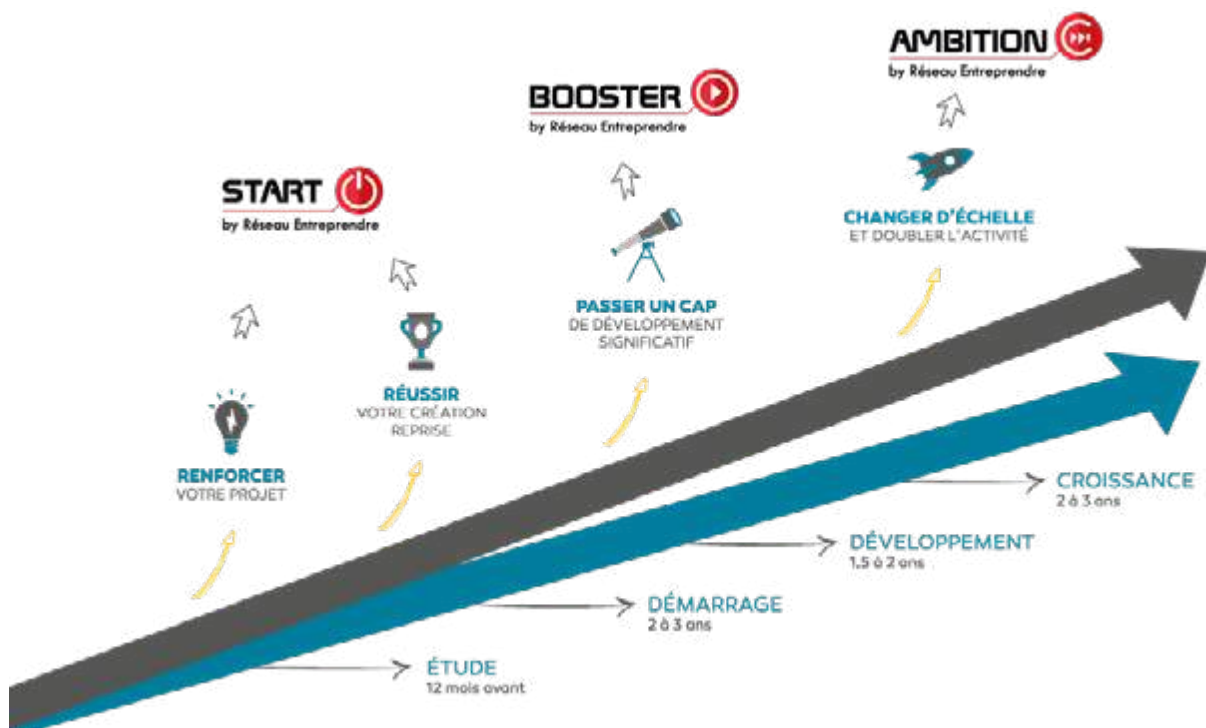 AMBITION
by Réseau Entreprendre
BOOSTER
by Réseau Entreprendre
START
by Réseau Entreprendre
CHANGER D'ÉCHELLE
ET DOUBLER L'ACTIVITÉ
PASSER UN CAP
DE DÉVELOPPEMENT
SIGNIFICATIF
RÉUSSIR
VOTRE CRÉATION
REPRISE
RENFORCER
VOTRE PROJET
CROISSANCE
2 à 3 ans
DÉVELOPPEMENT
1.5 à 2 ans
DÉMARRAGE
2 à 3 ans
ÉTUDE
12 mois avant